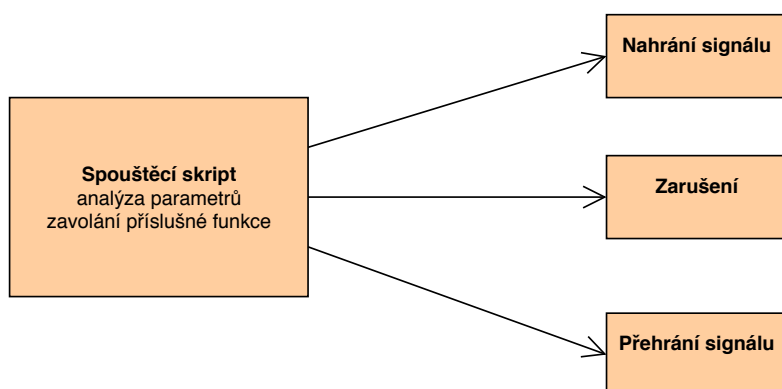 Spouštěcí skript
analýza parametrů
zavolání příslušné funkce
Nahrání signálu
Zarušení
Přehrání signálu